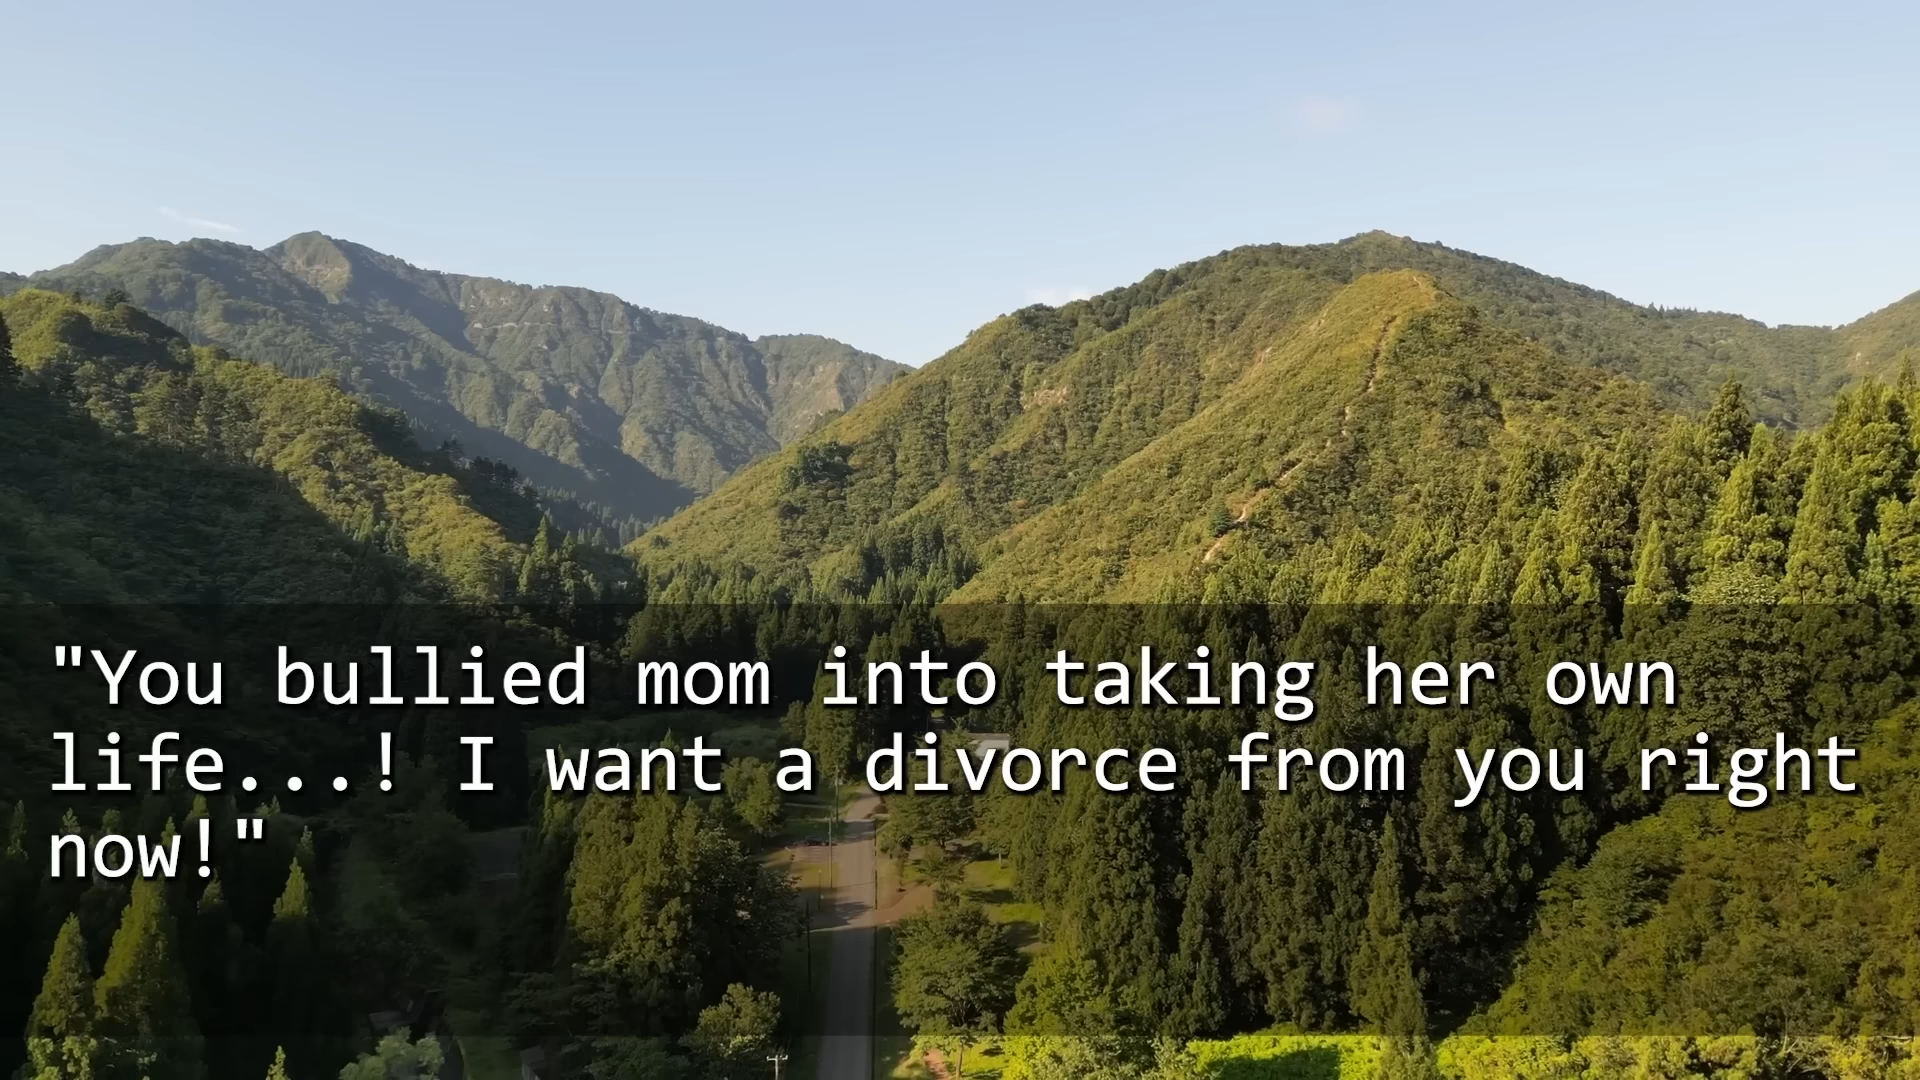 "You bullied mom into taking her own
life...! I want a divorce from you right
now!"